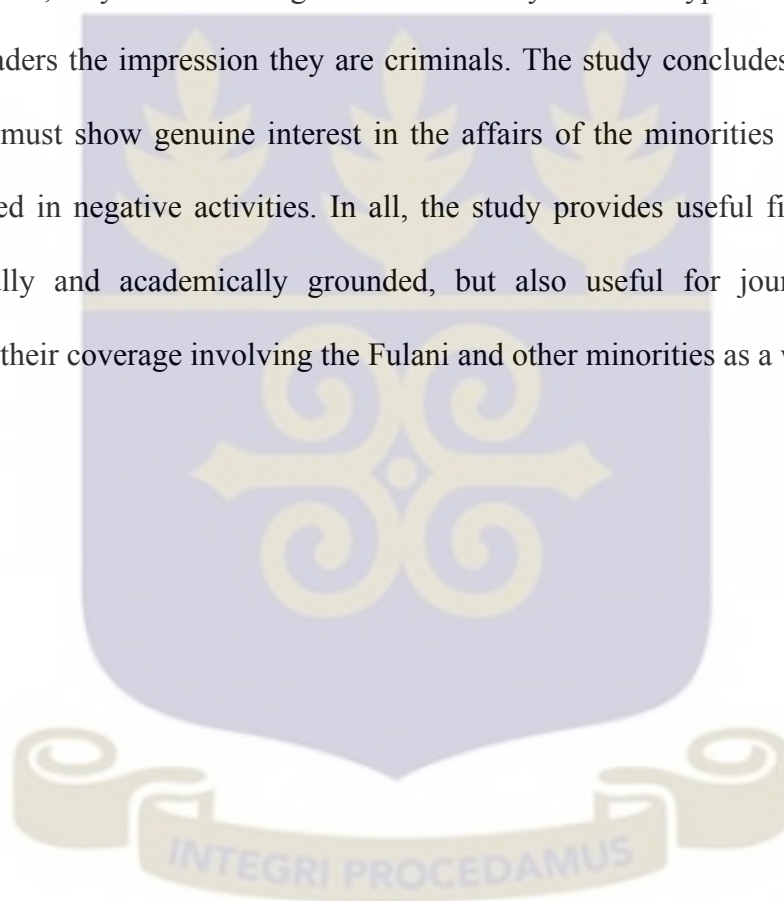 aders the impression they are criminals. The study concludes
must show genuine interest in the affairs of the minorities
ed in negative activities. In all, the study provides useful fi
lly and academically grounded, but also useful for jour
their coverage involving the Fulani and other minorities as a
INTEGRI PROCEDAMUS